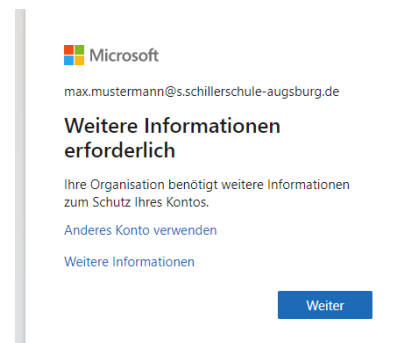 Microsoft
max.mustermann@s.schillerschule-augsburg.de
Weitere Informationen
erforderlich
Ihre Organisation benötigt weitere Informationen
zum Schutz Ihres Kontos.
Anderes Konto verwenden
Weitere Informationen
Weiter